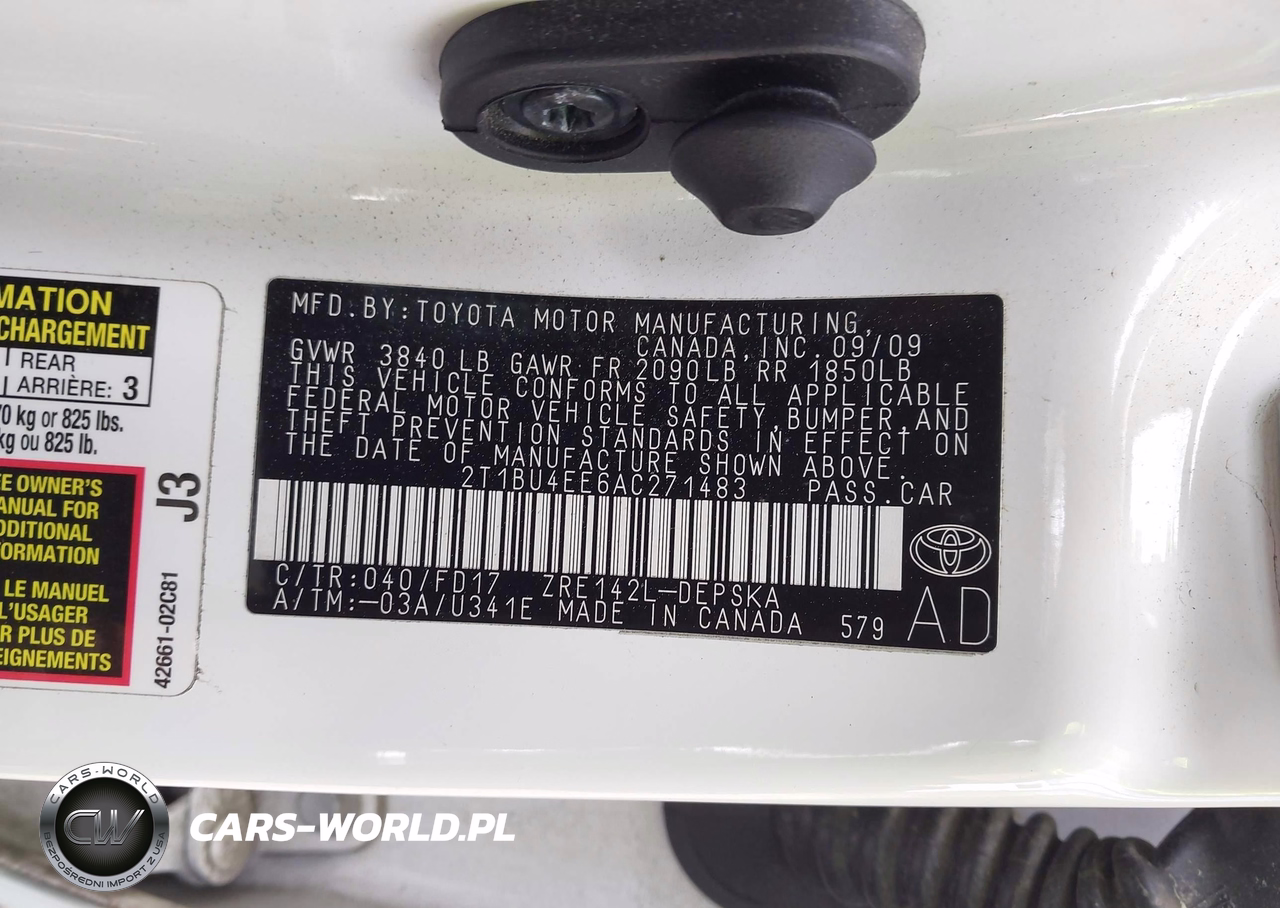 MATION
CHARGEMENT
REAR
ARRIÈRE: 3
70 kg or 825 lbs.
kg ou 825 lb.
E OWNER'S
ANUAL FOR
DDITIONAL
FORMATION
LE MANUEL
L'USAGER
R PLUS DE
EIGNEMENTS
J3
42661-02C81
MFD.BY:TOYOTA MOTOR MANUFACTURING,
CANADA,INC.09/09
GVWR 3840 LB GAWR FR 2090LB RR 1850LB
THIS VEHICLE CONFORMS TO ALL APPLICABLE
FEDERAL MOTOR VEHICLE SAFETY,BUMPER,AND
THEFT PREVENTION STANDARDS IN EFFECT ON
THE DATE OF MANUFACTURE SHOWN ABOVE.
2T1BU4EE6AC271483 PASS.CAR
C/TR:040/FD17 ZRE142L-DEPSKA
A/TM:-03A/U341E MADE IN CANADA 579 AD
CARS-WORLD
CW
BEZPOŚREDNI IMPORT Z USA
CARS-WORLD.PL